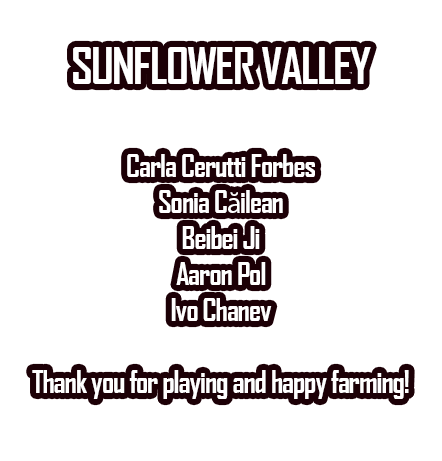 SUNFLOWER VALLEY
Carla Cerutti Forbes
Sonia Căilean
Beibei Ji
Aaron Pol
Ivo Chanev
Thank you for playing and happy farming!